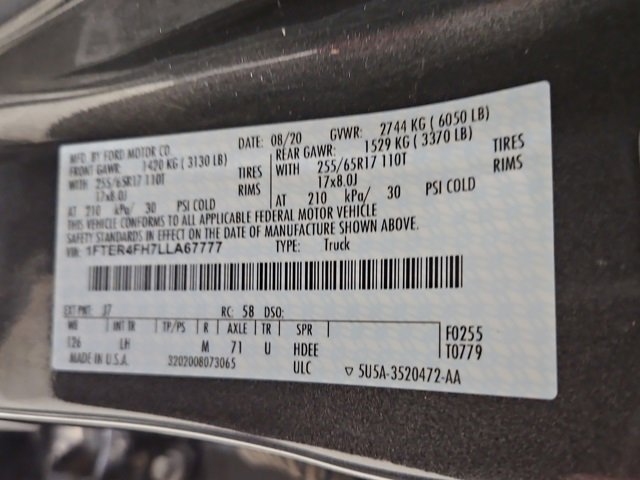 MFD. BY FORD MOTOR CO. DATE: 08/20 GVWR: 2744 KG ( 6050 LB)
FRONT GAWR: 1420 KG ( 3130 LB) REAR GAWR: 1529 KG ( 3370 LB)
WITH 255/65R17 110T TIRES WITH 255/65R17 110T TIRES
17x8.0J RIMS 17x8.0J RIMS
AT 210 kPa/ 30 PSI COLD AT 210 kPa/ 30 PSI COLD
THIS VEHICLE CONFORMS TO ALL APPLICABLE FEDERAL MOTOR VEHICLE
SAFETY STANDARDS IN EFFECT ON THE DATE OF MANUFACTURE SHOWN ABOVE.
VIN: 1FTER4FH7LLA67777 TYPE: Truck
EXT PNT: J7 RC: 58 DSO:
WB INT TR TP/PS R AXLE TR SPR F0255
126 LH M 71 U HDEE T0779
MADE IN U.S.A. 3202008073065 ULC ▽ 5U5A-3520472-AA